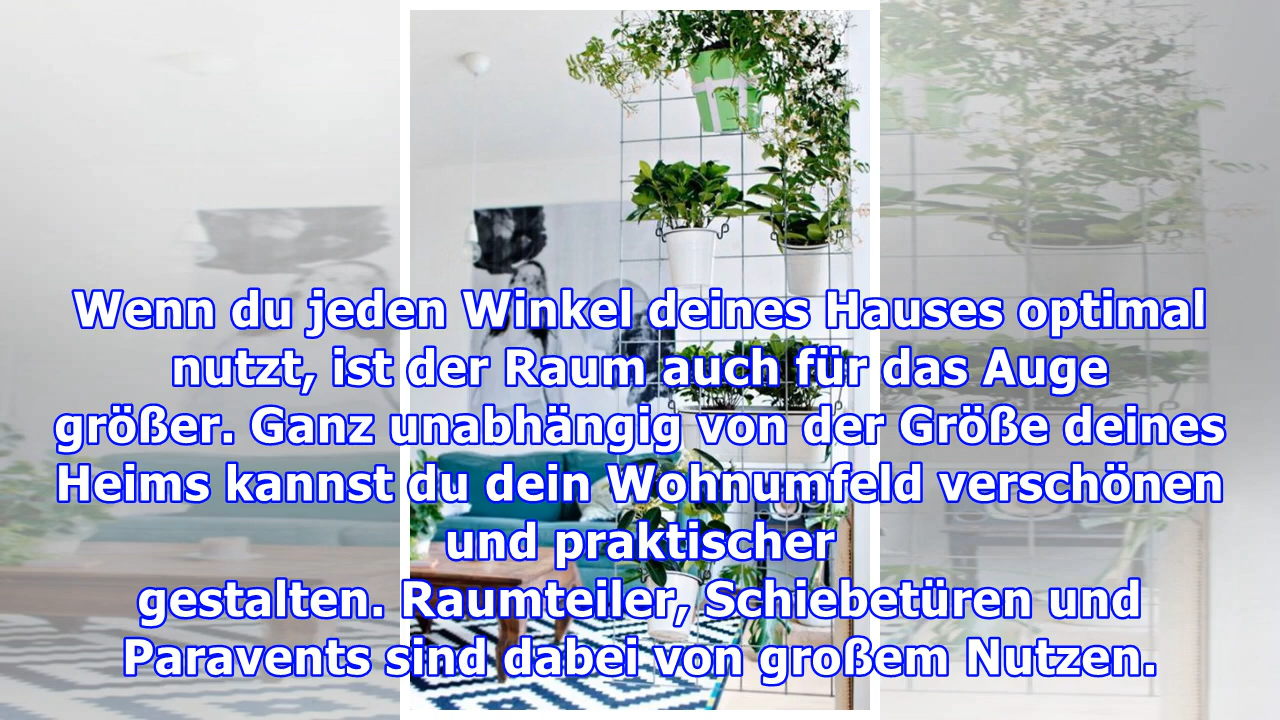 Wenn du jeden Winkel deines Hauses optimal
nutzt, ist der Raum auch für das Auge
größer. Ganz unabhängig von der Größe deines
Heims kannst du dein Wohnumfeld verschönen
und praktischer
gestalten. Raumteiler, Schiebetüren und
Paravents sind dabei von großem Nutzen.